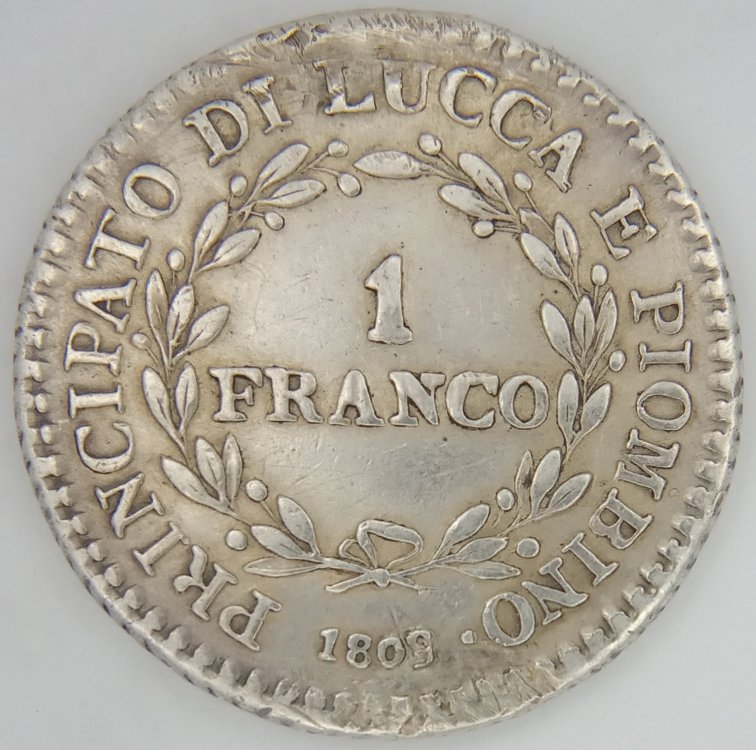 PRINCIPATO DI LUCCA E PIOMBINO.
1
FRANCO
1808